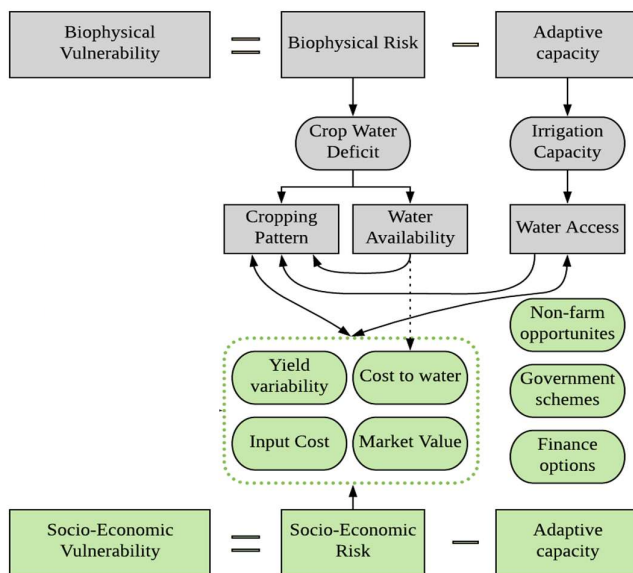 Biophysical
Vulnerability
=
Biophysical Risk
−
Adaptive
capacity
Crop Water
Deficit
Irrigation
Capacity
Cropping
Pattern
Water
Availability
Water Access
Non-farm
opportunites
Yield
variability
Cost to water
Government
schemes
Input Cost
Market Value
Finance
options
Socio-Economic
Vulnerability
=
Socio-Economic
Risk
−
Adaptive
capacity